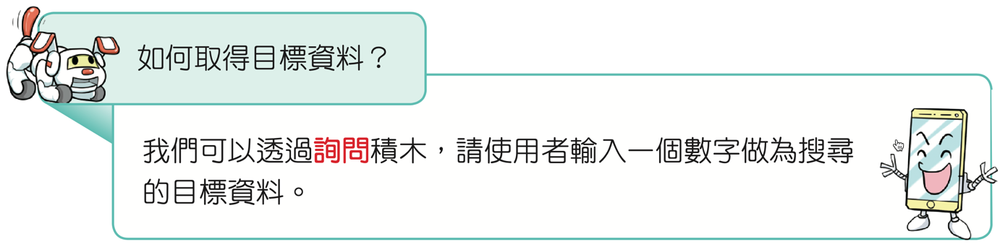 如何取得目標資料？
我們可以透過詢問積木，請使用者輸入一個數字做為搜尋
的目標資料。